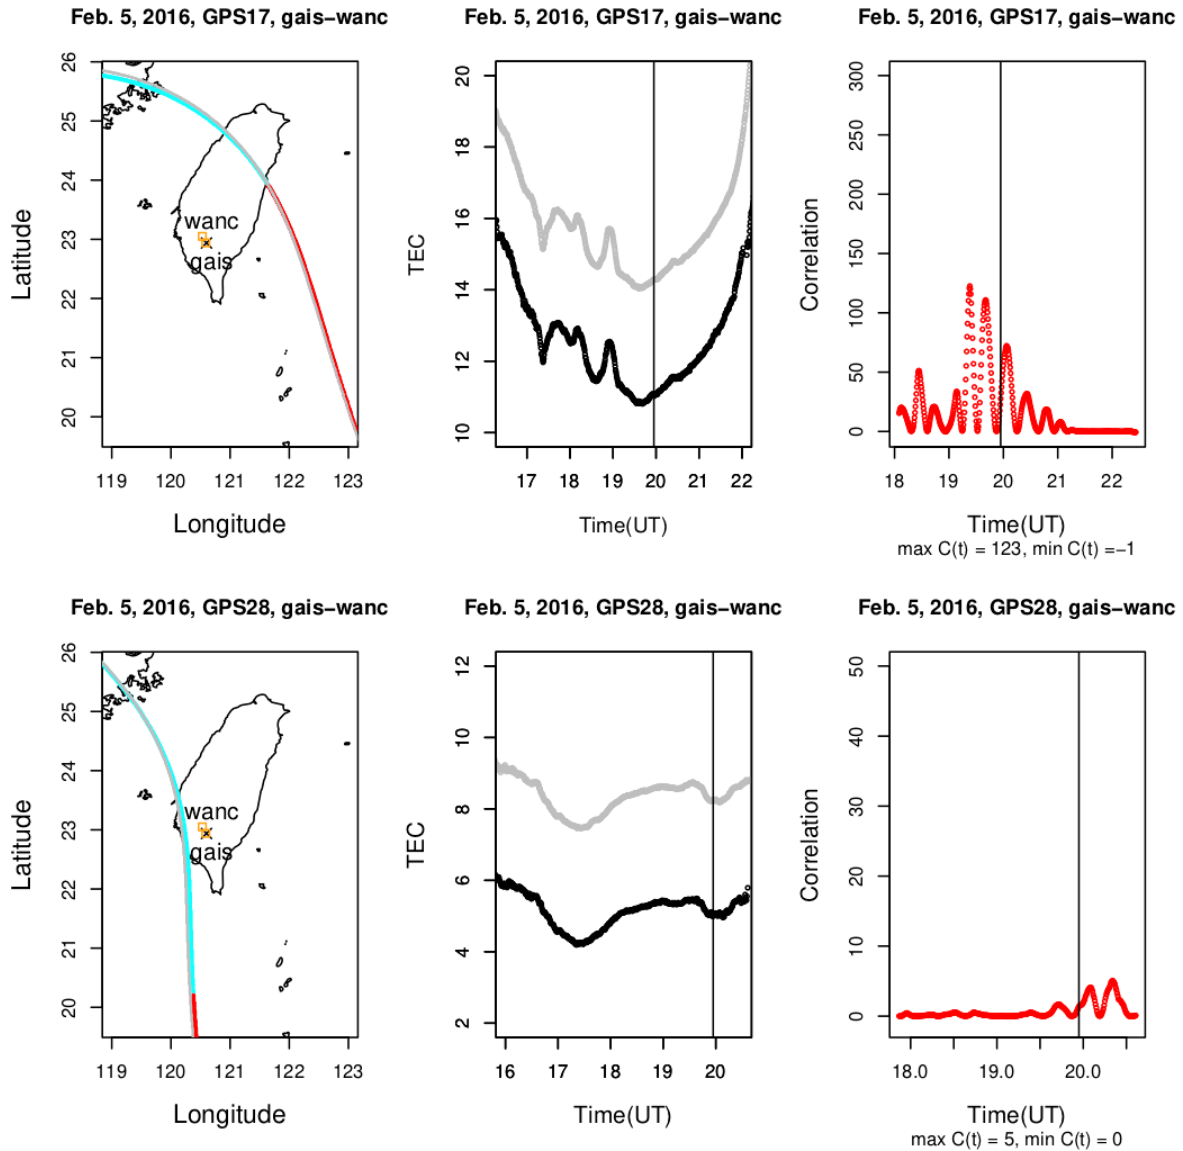 Feb. 5, 2016, GPS17, gais−wanc
Latitude
26
25
24
23
22
21
20
wanc
gais
119 120 121 122 123
Longitude
Feb. 5, 2016, GPS17, gais−wanc
TEC
20
18
16
14
12
10
17 18 19 20 21 22
Time(UT)
Feb. 5, 2016, GPS17, gais−wanc
Correlation
300
250
200
150
100
50
0
18 19 20 21 22
Time(UT)
max C(t) = 123, min C(t) =−1
Feb. 5, 2016, GPS28, gais−wanc
Latitude
26
25
24
23
22
21
20
wanc
gais
119 120 121 122 123
Longitude
Feb. 5, 2016, GPS28, gais−wanc
TEC
12
10
8
6
4
2
16 17 18 19 20
Time(UT)
Feb. 5, 2016, GPS28, gais−wanc
Correlation
50
40
30
20
10
0
18.0 19.0 20.0
Time(UT)
max C(t) = 5, min C(t) = 0